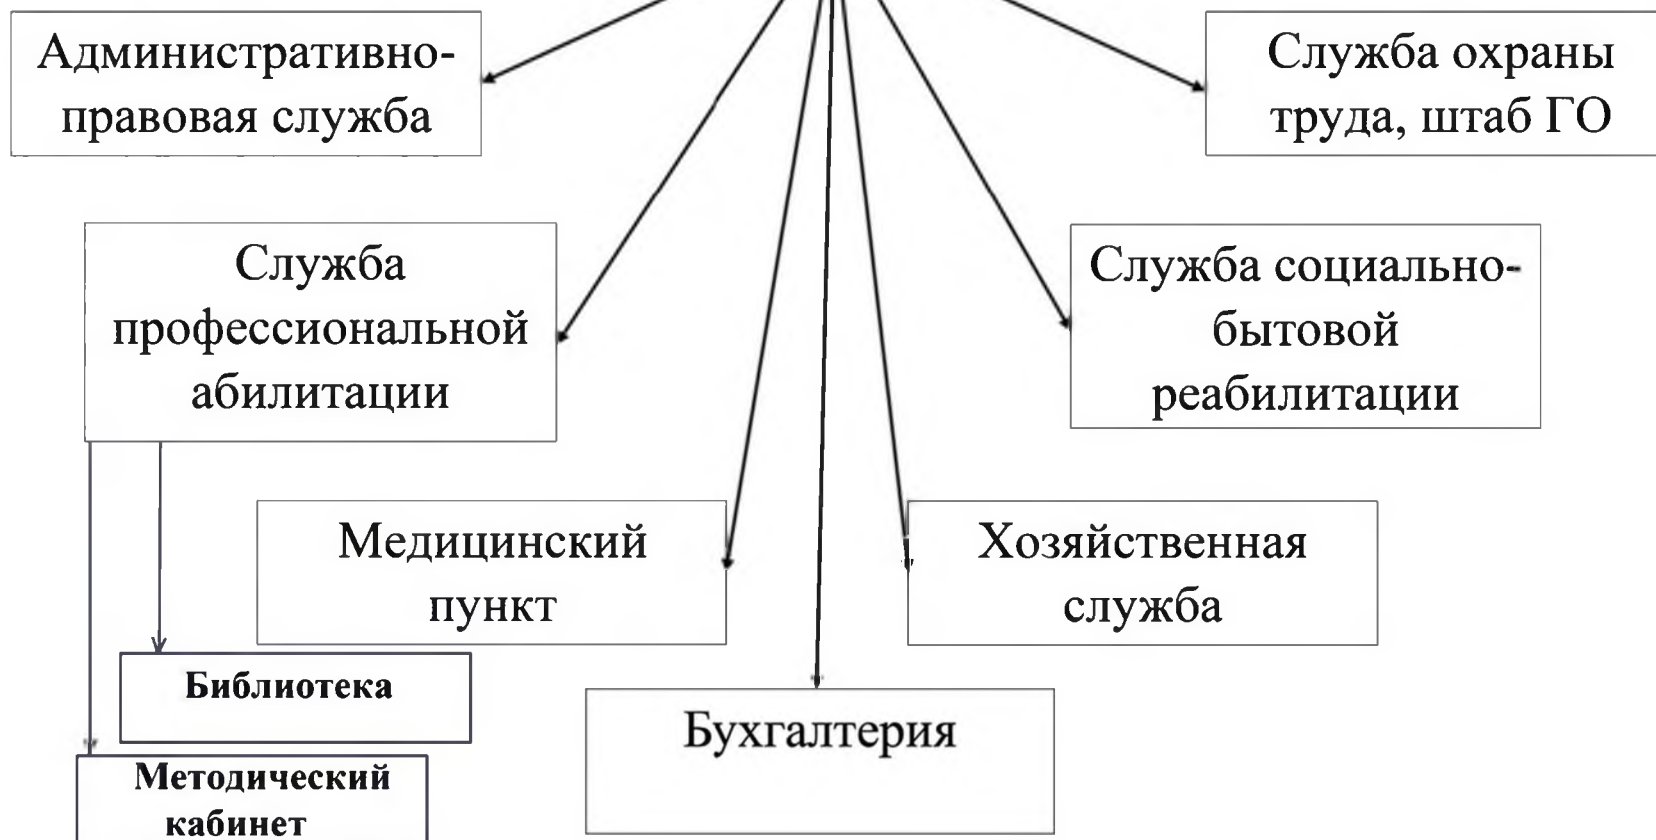 Административно-
правовая служба
Служба охраны
труда, штаб ГО
Служба
профессиональной
абилитации
Служба социально-
бытовой
реабилитации
Медицинский
пункт
Хозяйственная
служба
Библиотека
Бухгалтерия
Методический
кабинет